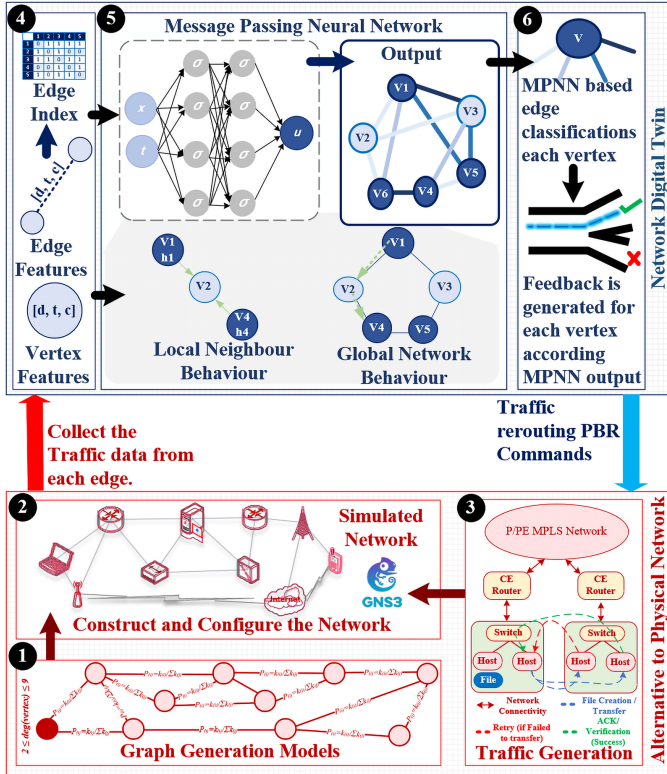 4
Edge
Index
[d, t, c]
Edge
Features
[d, t, c]
Vertex
Features
5
Message Passing Neural Network
x
t
σ
σ
σ
σ
σ
σ
σ
σ
u
Output
V1
V2
V3
V5
V6
V4
V1
h1
V2
V4
h4
Local Neighbour
Behaviour
V1
V2
V3
V4
V5
Global Network
Behaviour
6
V
MPNN based
edge
classifications
each vertex
Feedback is
generated for
each vertex
according
MPNN output
Network Digital Twin
Collect the
Traffic data from
each edge.
Traffic
rerouting PBR
Commands
2
Simulated
Network
Internet
GNS3
Construct and Configure the Network
1
2 ≤ deg(vertex) ≤ 9
Graph Generation Models
3
P/PE MPLS Network
CE
Router
CE
Router
Switch
Host
Host
File
Switch
Host
Host
Network
Connectivity
File Creation /
Transfer
Retry (if Failed
to transfer)
ACK/
Verification
(Success)
Traffic Generation
Alternative to Physical Network